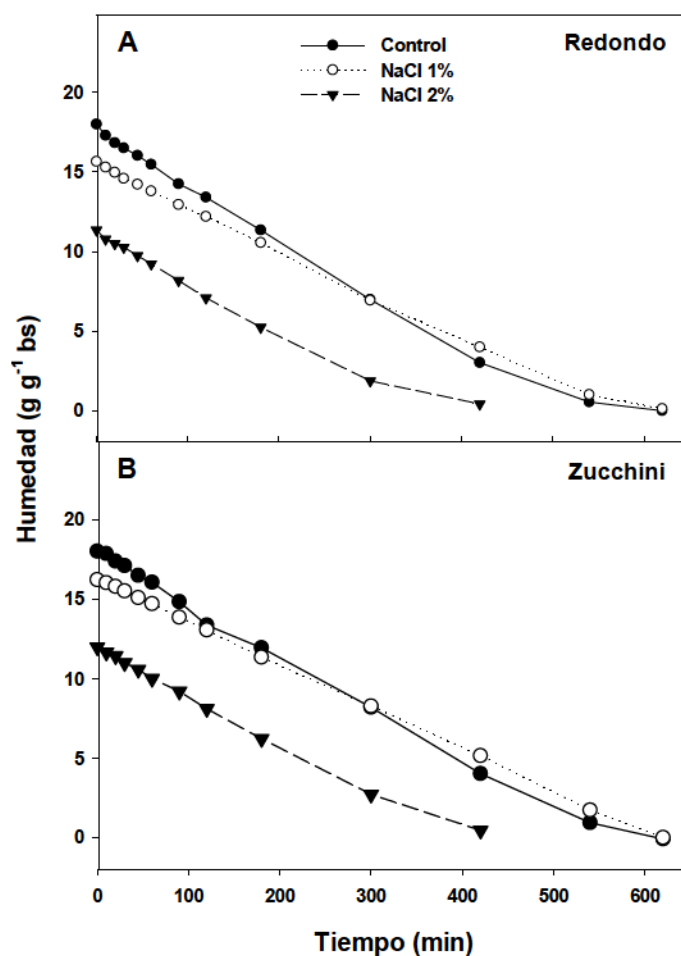 A
Control
NaCl 1%
NaCl 2%
Redondo
20
15
10
5
0
Humedad (g g⁻¹ bs)
B
Zucchini
20
15
10
5
0
0 100 200 300 400 500 600
Tiempo (min)